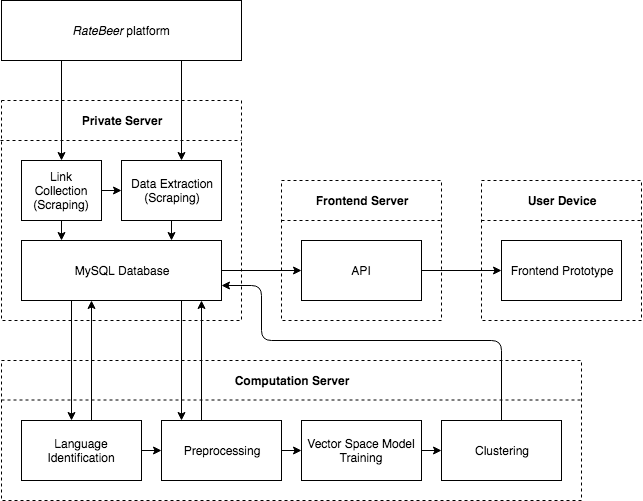 RateBeer platform
Private Server
Link
Collection
(Scraping)
Data Extraction
(Scraping)
MySQL Database
Frontend Server
API
User Device
Frontend Prototype
Computation Server
Language
Identification
Preprocessing
Vector Space Model
Training
Clustering